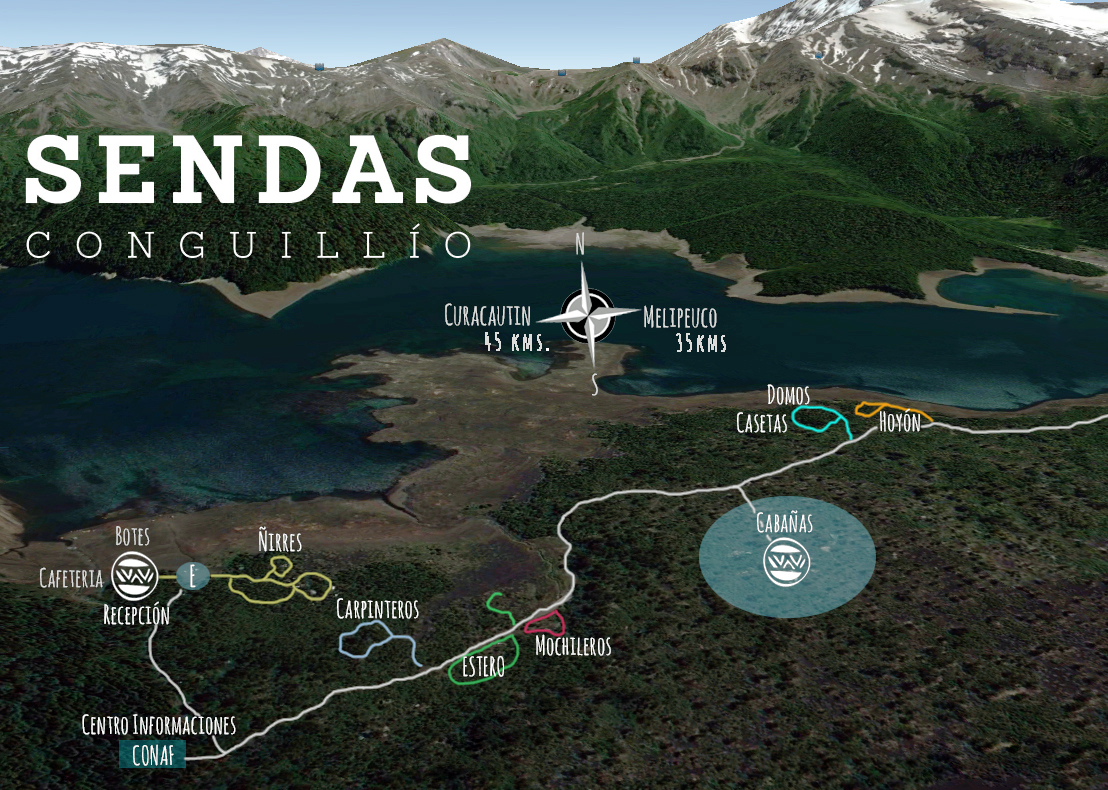 SENDAS
CONGUILLÍO
N
CURACAUTIN
45 KMS.
MELIPEUCO
35KMS
S
DOMOS
CASETAS
HOYÓN
CABAÑAS
BOTES
CAFETERIA
E
RECEPCIÓN
ÑIRRES
CARPINTEROS
MOCHILEROS
ESTERO
CENTRO INFORMACIONES
CONAF